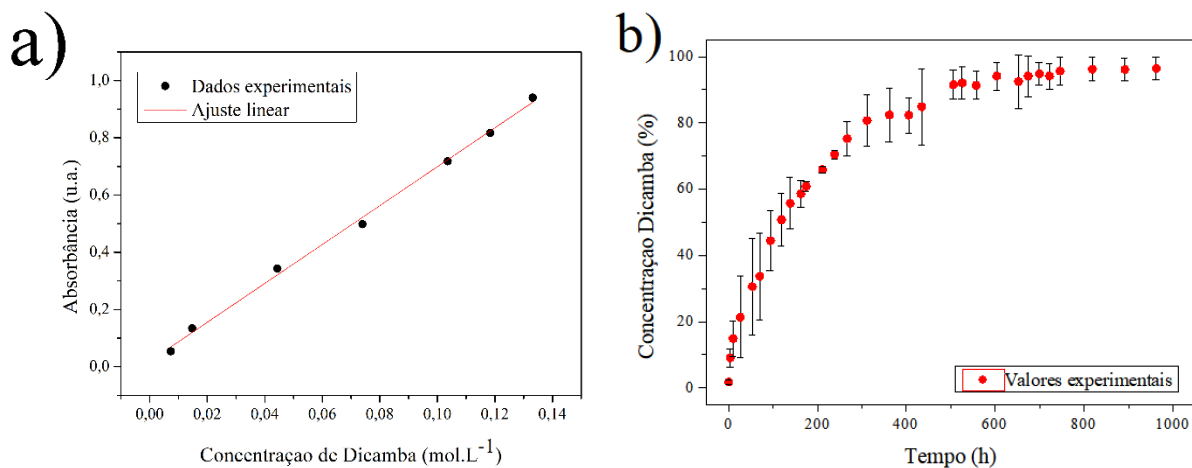 a)
1,0
0,8
0,6
0,4
0,2
0,0
Absorbância (u.a.)
Dados experimentais
Ajuste linear
0,00 0,02 0,04 0,06 0,08 0,10 0,12 0,14
Concentraçao de Dicamba (mol.L⁻¹)
b)
100
80
60
40
20
0
Concentraçao Dicamba (%)
Valores experimentais
0 200 400 600 800 1000
Tempo (h)